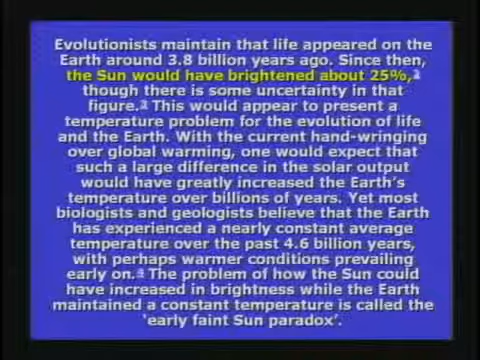 Evolutionists maintain that life appeared on the
Earth around 3.8 billion years ago. Since then,
the Sun would have brightened about 25%,³
though there is some uncertainty in that
figure.³ This would appear to present a
temperature problem for the evolution of life
and the Earth. With the current hand-wringing
over global warming, one would expect that
such a large difference in the solar output
would have greatly increased the Earth's
temperature over billions of years. Yet most
biologists and geologists believe that the Earth
has experienced a nearly constant average
temperature over the past 4.6 billion years,
with perhaps warmer conditions prevailing
early on.⁴ The problem of how the Sun could
have increased in brightness while the Earth
maintained a constant temperature is called the
'early faint Sun paradox'.